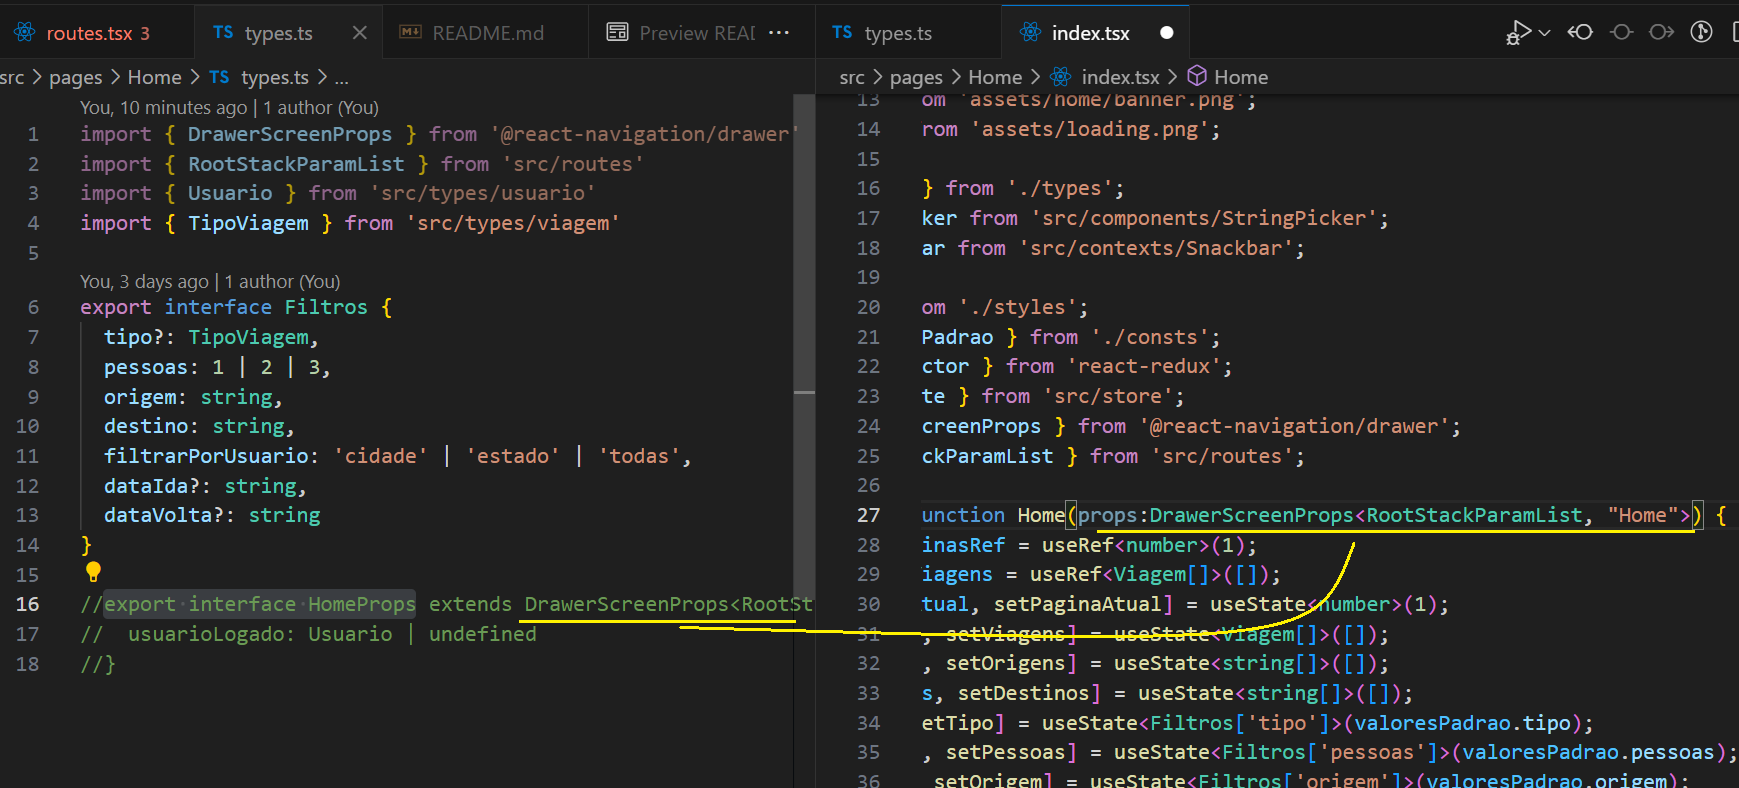 routes.tsx 3
TS types.ts
README.md
Preview REA
TS types.ts
index.tsx
src > pages > Home > TS types.ts > ...
You, 10 minutes ago | 1 author (You)
1 import { DrawerScreenProps } from '@react-navigation/drawer'
2 import { RootStackParamList } from 'src/routes'
3 import { Usuario } from 'src/types/usuario'
4 import { TipoViagem } from 'src/types/viagem'
5
You, 3 days ago | 1 author (You)
6 export interface Filtros {
7 tipo?: TipoViagem,
8 pessoas: 1 | 2 | 3,
9 origem: string,
10 destino: string,
11 filtrarPorUsuario: 'cidade' | 'estado' | 'todas',
12 dataIda?: string,
13 dataVolta?: string
14 }
15
16 //export interface HomeProps extends DrawerScreenProps<RootSt
17 // usuarioLogado: Usuario | undefined
18 //}
src > pages > Home > index.tsx > Home
13 om 'assets/home/banner.png';
14 rom 'assets/loading.png';
15
16 } from './types';
17 ker from 'src/components/StringPicker';
18 ar from 'src/contexts/Snackbar';
19
20 om './styles';
21 Padrao } from './consts';
22 ctor } from 'react-redux';
23 te } from 'src/store';
24 creenProps } from '@react-navigation/drawer';
25 ckParamList } from 'src/routes';
26
27 unction Home(props:DrawerScreenProps<RootStackParamList, "Home">) {
28 inasRef = useRef<number>(1);
29 iagens = useRef<Viagem[]>([]);
30 tual, setPaginaAtual] = useState<number>(1);
31 , setViagens] = useState<Viagem[]>([]);
32 , setOrigens] = useState<string[]>([]);
33 s, setDestinos] = useState<string[]>([]);
34 etTipo] = useState<Filtros['tipo']>(valoresPadrao.tipo);
35 , setPessoas] = useState<Filtros['pessoas']>(valoresPadrao.pessoas);
36 setOrigem] = useState<Filtros['origem']>(valoresPadrao.origem);